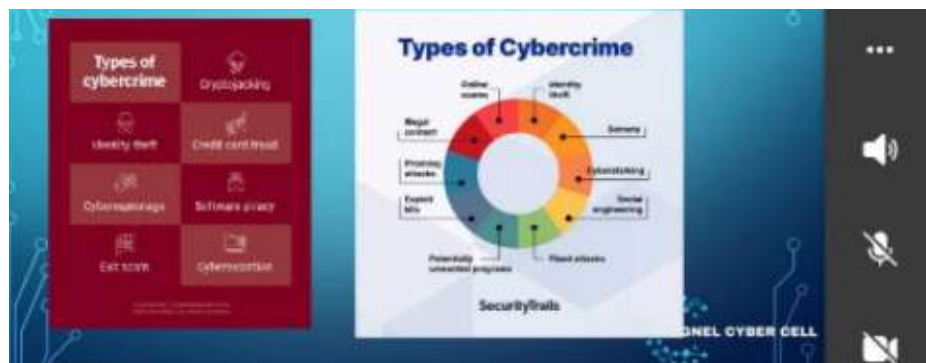 Types of
cybercrime
Cryptojacking
Identity theft
Credit card fraud
Cyberespionage
Software piracy
Exit scam
Cyberextortion
Types of Cybercrime
Online
scams
Identity
theft
Illegal
content
Botnets
Phishing
attacks
Cyberstalking
Exploit
kits
Social
engineering
Potentially
unwanted programs
Flood attacks
SecurityTrails
GNEL CYBER CELL